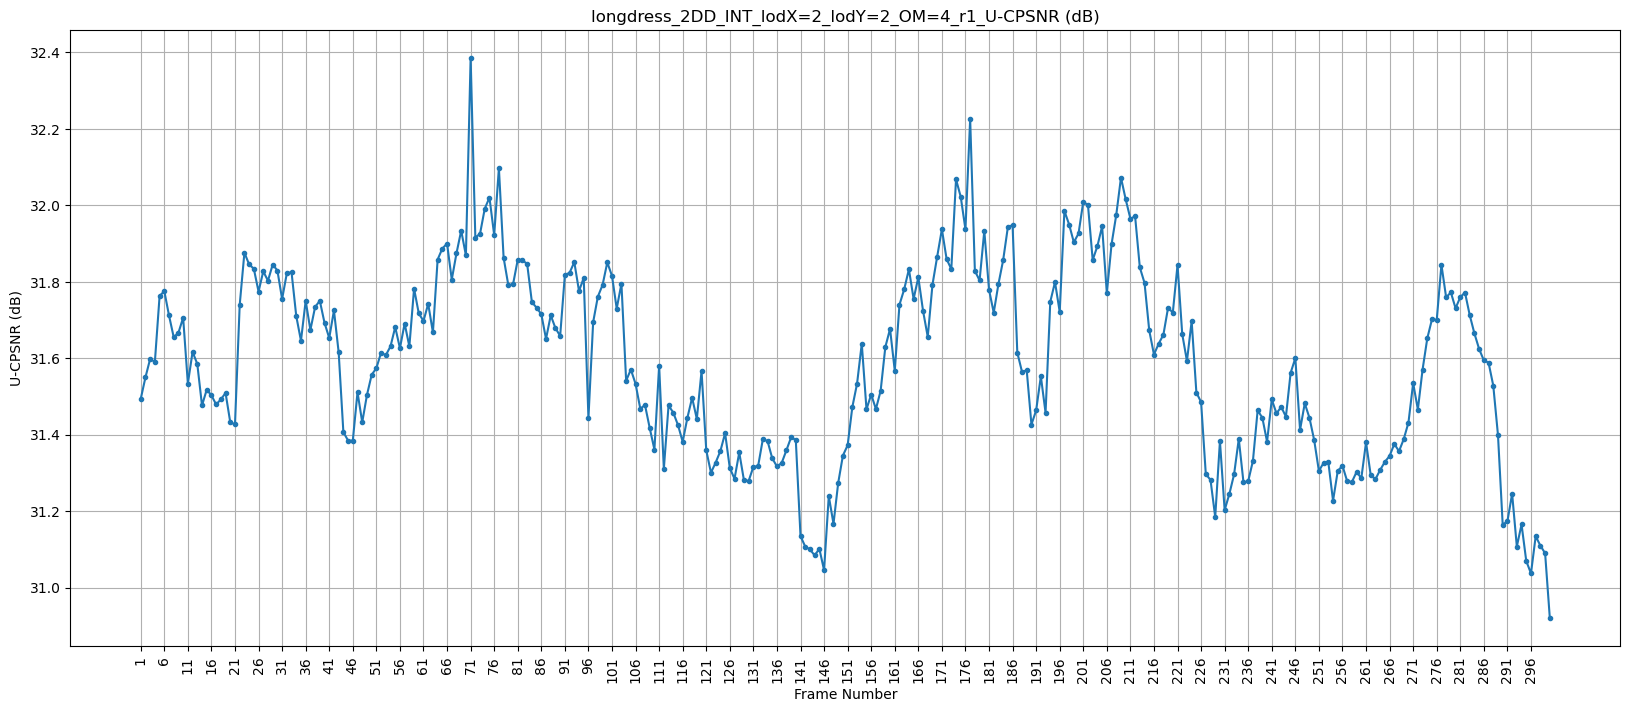 longdress_2DD_INT_lodX=2_lodY=2_OM=4_r1_U-CPSNR (dB)
32.4
32.2
32.0
31.8
31.6
31.4
31.2
31.0
U-CPSNR (dB)
1 6 11 16 21 26 31 36 41 46 51 56 61 66 71 76 81 86 91 96 101 106 111 116 121 126 131 136 141 146 151 156 161 166 171 176 181 186 191 196 201 206 211 216 221 226 231 236 241 246 251 256 261 266 271 276 281 286 291 296
Frame Number